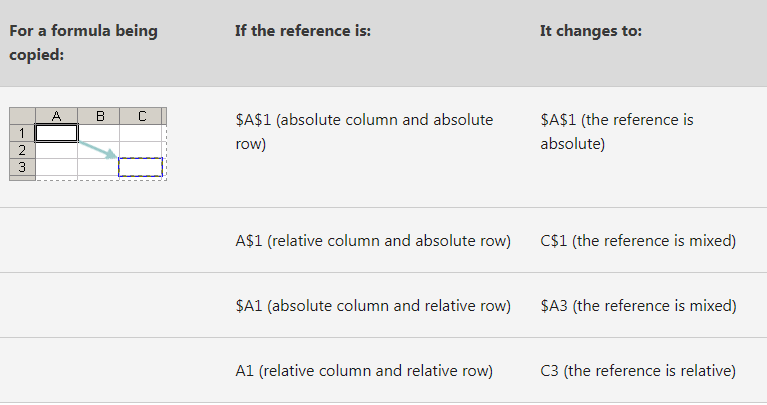 For a formula being
copied:
If the reference is:
It changes to:
A B C
1
2
3
$A$1 (absolute column and absolute
row)
$A$1 (the reference is
absolute)
A$1 (relative column and absolute row)
C$1 (the reference is mixed)
$A1 (absolute column and relative row)
$A3 (the reference is mixed)
A1 (relative column and relative row)
C3 (the reference is relative)